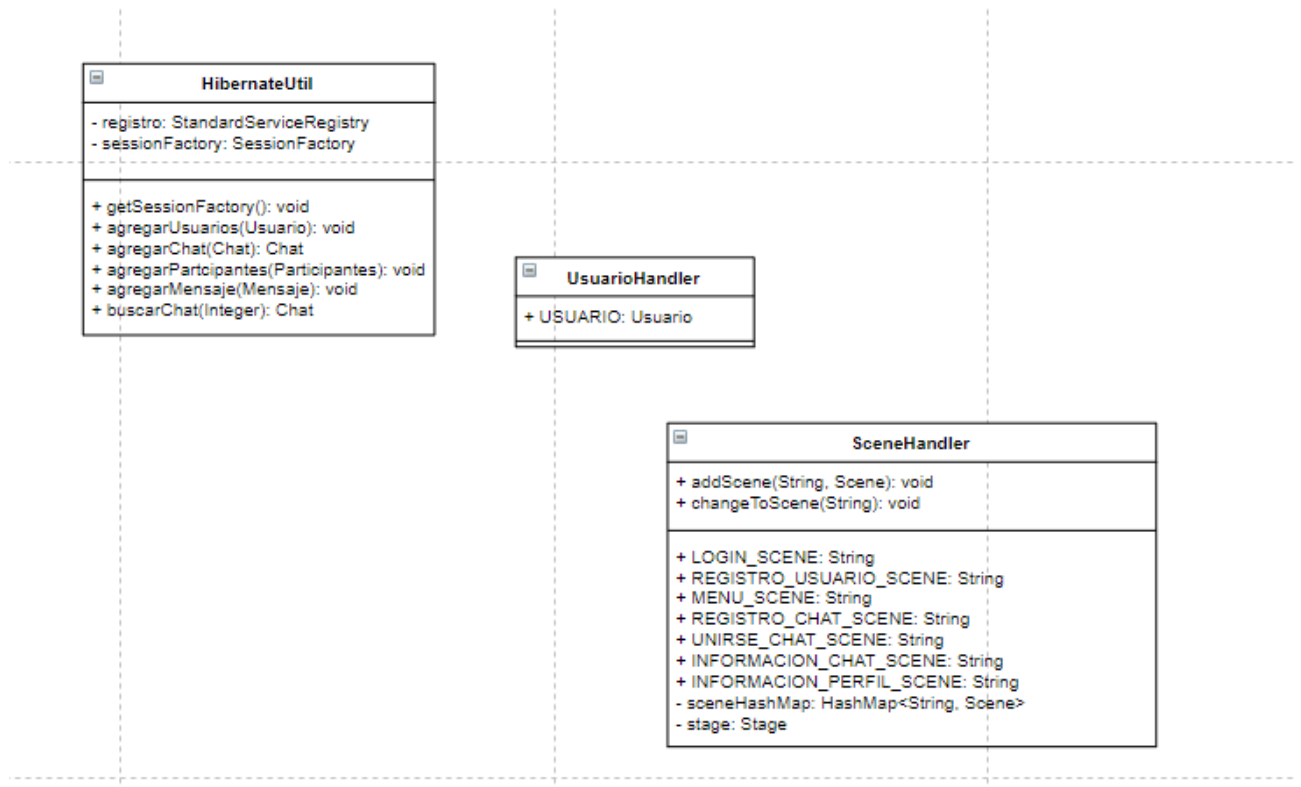 HibernateUtil
- registro: StandardServiceRegistry
- sessionFactory: SessionFactory
+ getSessionFactory(): void
+ agregarUsuarios(Usuario): void
+ agregarChat(Chat): Chat
+ agregarPartcipantes(Participantes): void
+ agregarMensaje(Mensaje): void
+ buscarChat(Integer): Chat
UsuarioHandler
+ USUARIO: Usuario
SceneHandler
+ addScene(String, Scene): void
+ changeToScene(String): void
+ LOGIN_SCENE: String
+ REGISTRO_USUARIO_SCENE: String
+ MENU_SCENE: String
+ REGISTRO_CHAT_SCENE: String
+ UNIRSE_CHAT_SCENE: String
+ INFORMACION_CHAT_SCENE: String
+ INFORMACION_PERFIL_SCENE: String
- sceneHashMap: HashMap<String, Scene>
- stage: Stage